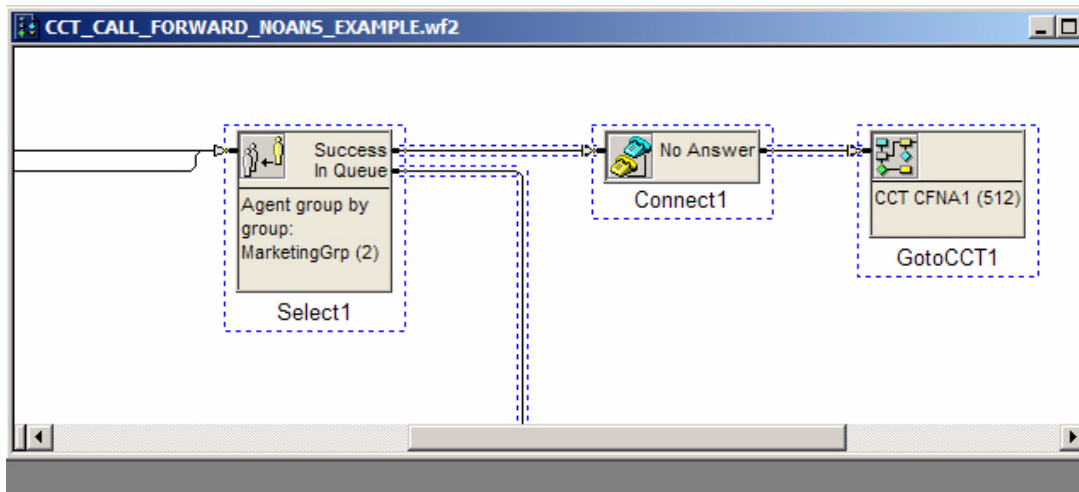 CCT_CALL_FORWARD_NOANS_EXAMPLE.wf2
Success
In Queue
Agent group by
group:
MarketingGrp (2)
Select1
No Answer
Connect1
CCT CFNA1 (512)
GotoCCT1